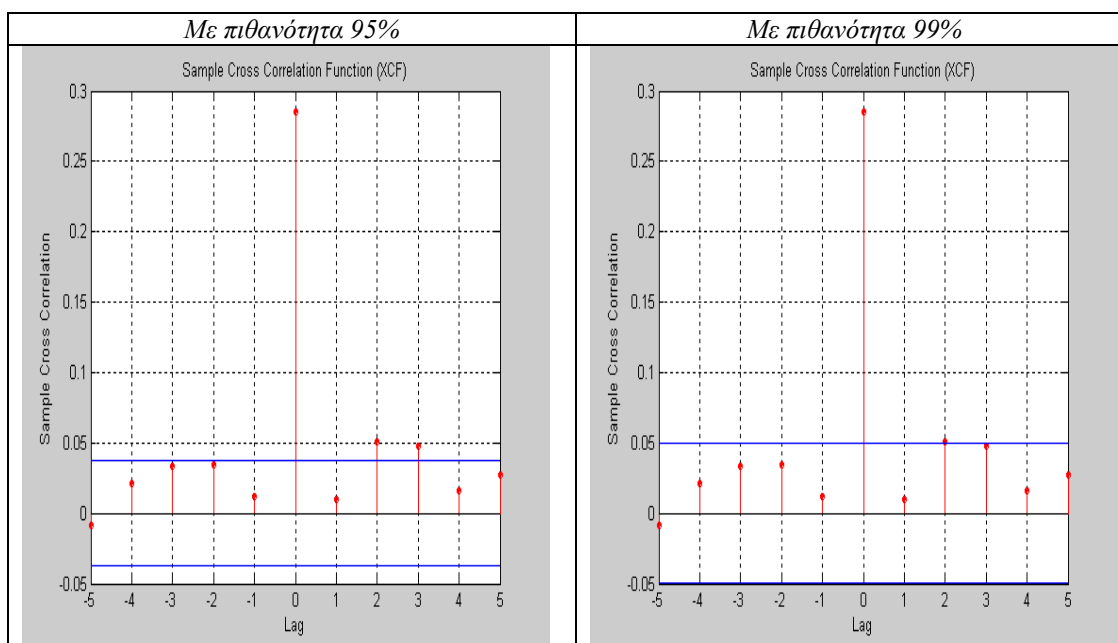 Με πιθανότητα 95%
Με πιθανότητα 99%
Sample Cross Correlation Function (XCF)
0.3
0.25
0.2
0.15
0.1
0.05
0
-0.05
Sample Cross Correlation
-5 -4 -3 -2 -1 0 1 2 3 4 5
Lag
Sample Cross Correlation Function (XCF)
0.3
0.25
0.2
0.15
0.1
0.05
0
-0.05
Sample Cross Correlation
-5 -4 -3 -2 -1 0 1 2 3 4 5
Lag